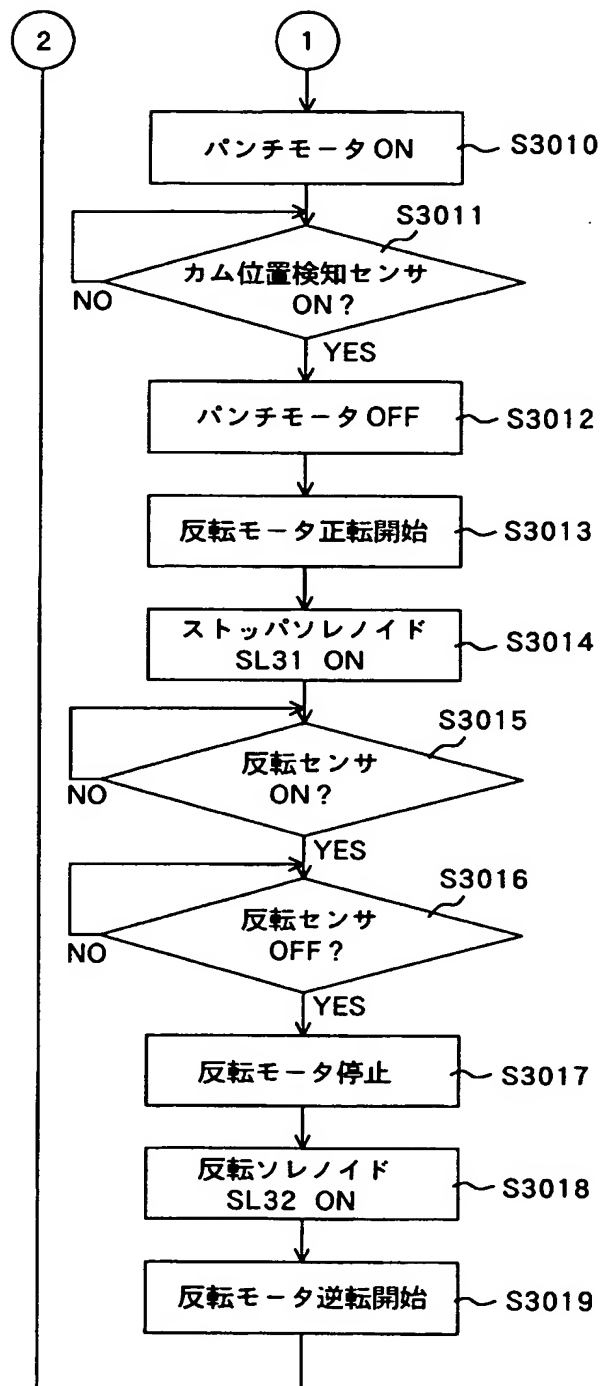 2
1
パンチモータ ON
S3010
S3011
カム位置検知センサ
ON?
NO
YES
パンチモータ OFF
S3012
反転モータ正転開始
S3013
ストッパソレノイド
SL31 ON
S3014
S3015
反転センサ
ON?
NO
YES
S3016
反転センサ
OFF?
NO
YES
反転モータ停止
S3017
反転ソレノイド
SL32 ON
S3018
反転モータ逆転開始
S3019